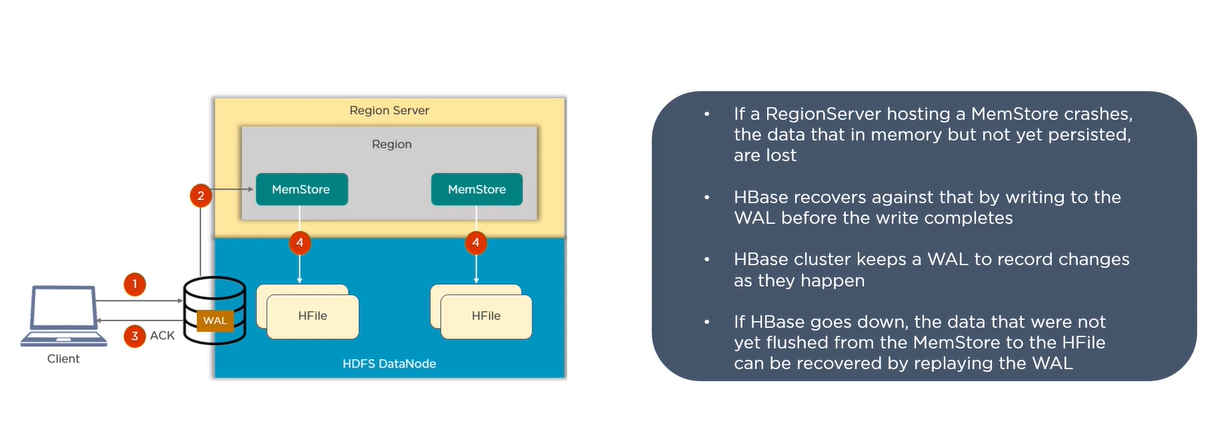 Region Server
Region
MemStore
MemStore
2
4
4
1
HFile
HFile
WAL
3 ACK
Client
HDFS DataNode
• If a RegionServer hosting a MemStore crashes,
the data that in memory but not yet persisted,
are lost
• HBase recovers against that by writing to the
WAL before the write completes
• HBase cluster keeps a WAL to record changes
as they happen
• If HBase goes down, the data that were not
yet flushed from the MemStore to the HFile
can be recovered by replaying the WAL